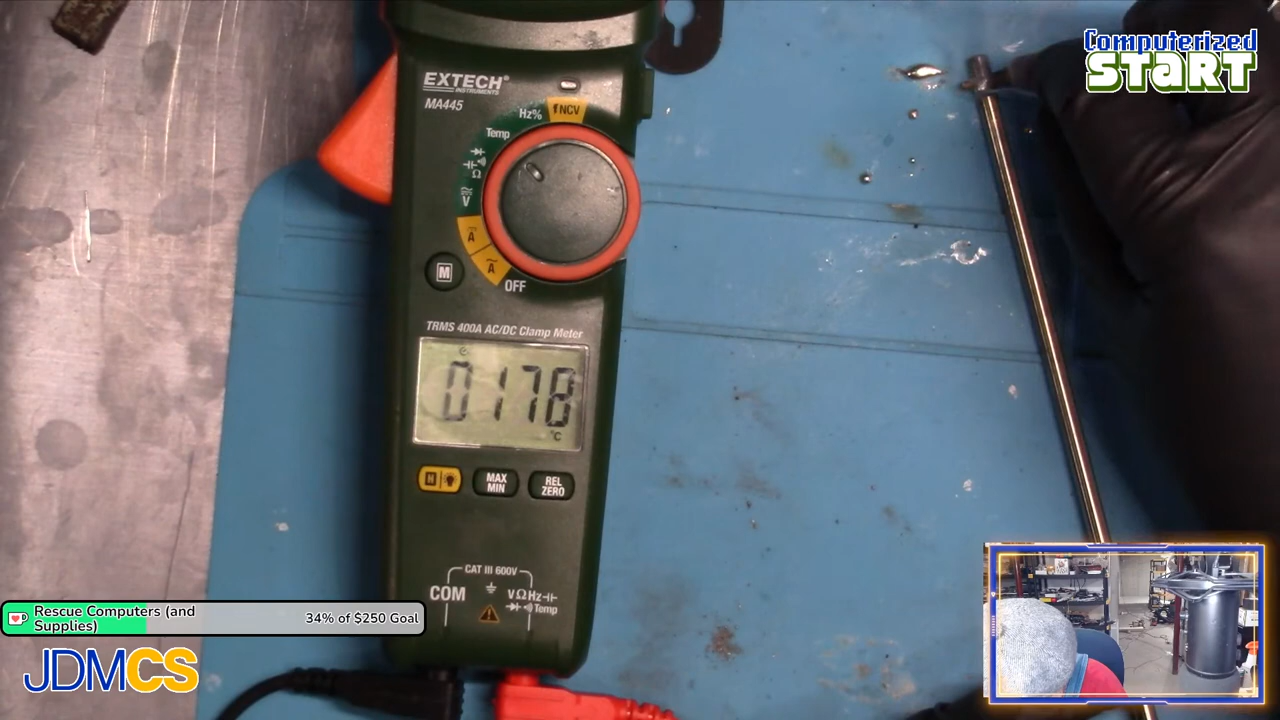 Computerized
START
EXTECH®
INSTRUMENTS
MA445
NCV
Hz%
Temp
Ω
V
A
A
OFF
M
TRMS 400A AC/DC Clamp Meter
0178
°C
H
MAX
MIN
REL
ZERO
CAT III 600V
COM
VΩHz
Temp
Rescue Computers (and
Supplies)
34% of $250 Goal
JDMCS